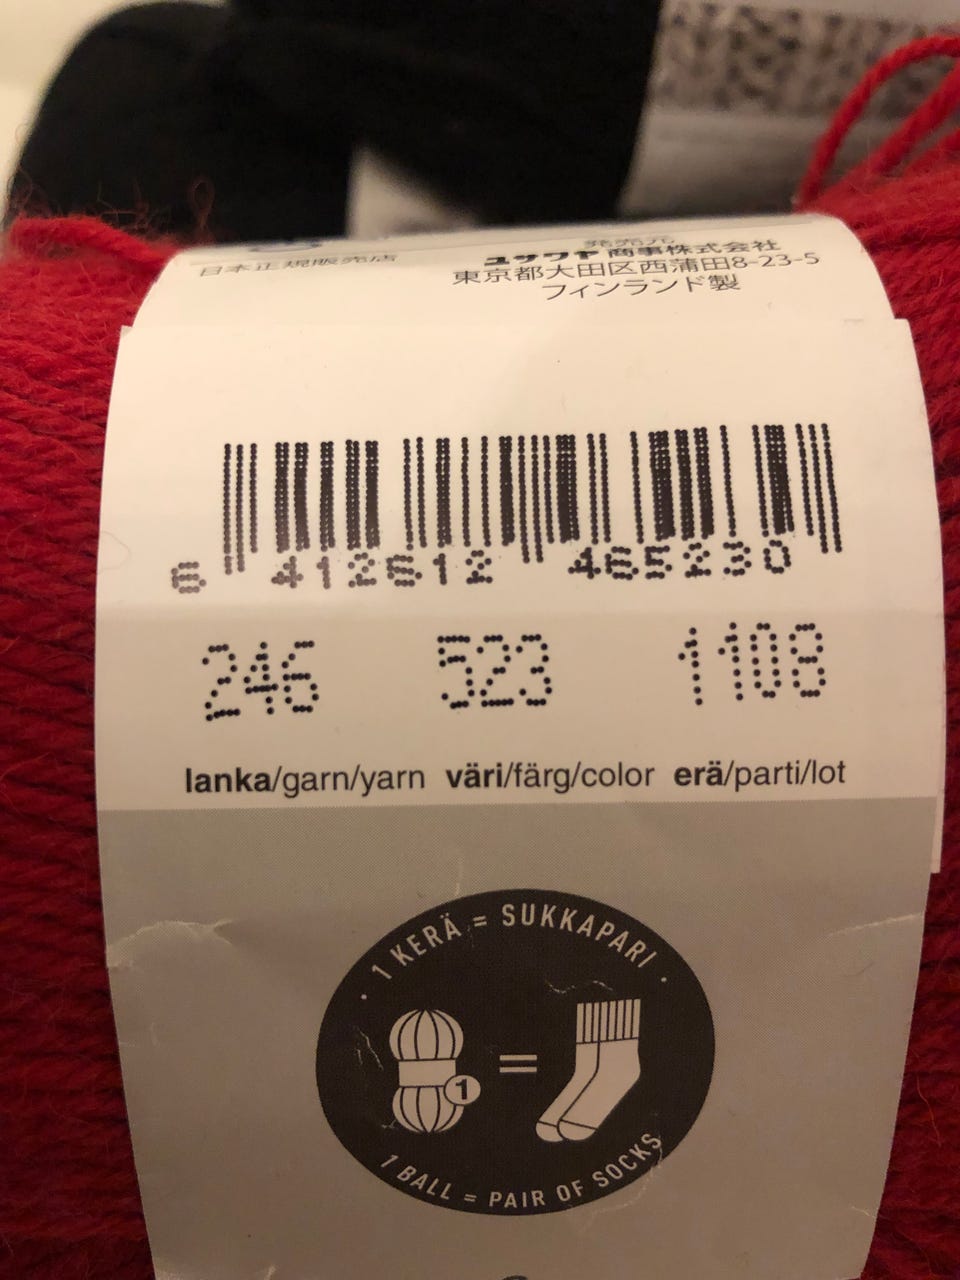 日本正規販売店
発売元
ユザワヤ商事株式会社
東京都大田区西蒲田8-23-5
フィンランド製
6 412612 465230
246 523 1108
lanka/garn/yarn väri/färg/color erä/parti/lot
· 1 KERÄ = SUKKAPARI ·
1
=
1 BALL = PAIR OF SOCKS